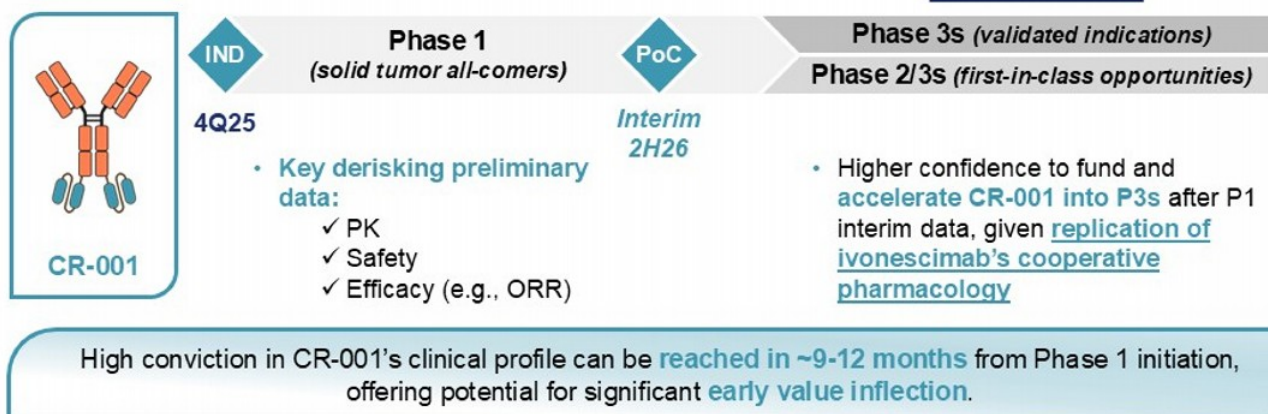 IND
Phase 1
(solid tumor all-comers)
PoC
Phase 3s (validated indications)
Phase 2/3s (first-in-class opportunities)
4Q25
Interim
2H26
• Key derisking preliminary
data:
✓ PK
✓ Safety
✓ Efficacy (e.g., ORR)
• Higher confidence to fund and
accelerate CR-001 into P3s after P1
interim data, given replication of
ivonescimab's cooperative
pharmacology
CR-001
High conviction in CR-001's clinical profile can be reached in ~9-12 months from Phase 1 initiation,
offering potential for significant early value inflection.